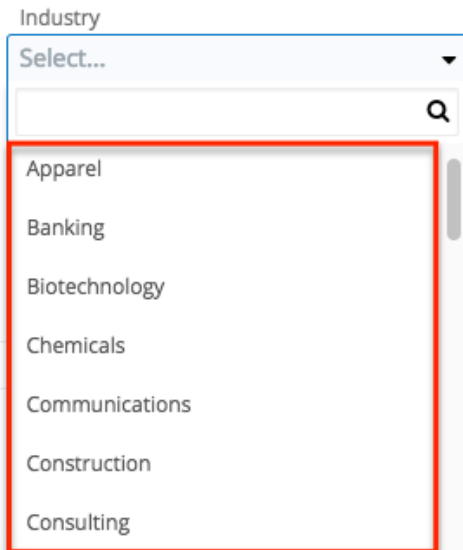 Industry
Select...
Apparel
Banking
Biotechnology
Chemicals
Communications
Construction
Consulting